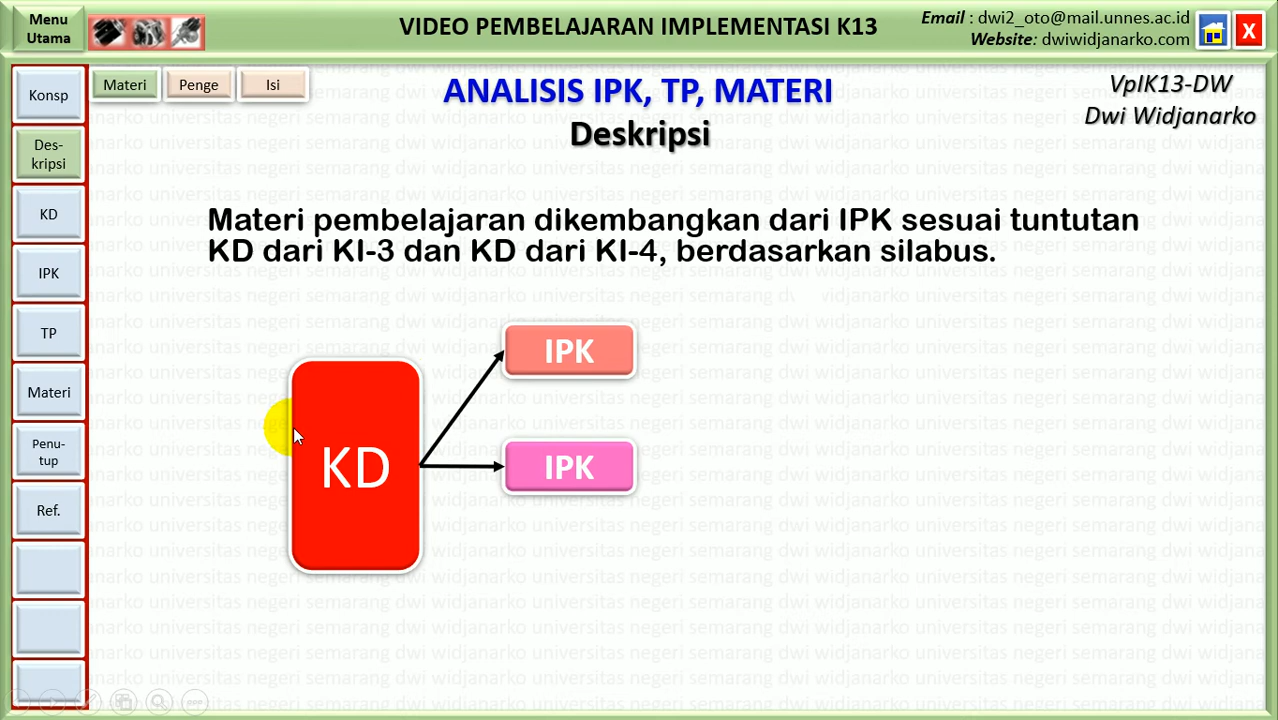 Menu
Utama
VIDEO PEMBELAJARAN IMPLEMENTASI K13
Email : dwi2_oto@mail.unnes.ac.id
Website: dwiwidjanarko.com
X
Konsp
Des-
kripsi
KD
IPK
TP
Materi
Penu-
tup
Ref.
Materi
Penge
Isi
ANALISIS IPK, TP, MATERI
Deskripsi
VpIK13-DW
Dwi Widjanarko
Materi pembelajaran dikembangkan dari IPK sesuai tuntutan
KD dari KI-3 dan KD dari KI-4, berdasarkan silabus.
KD
IPK
IPK